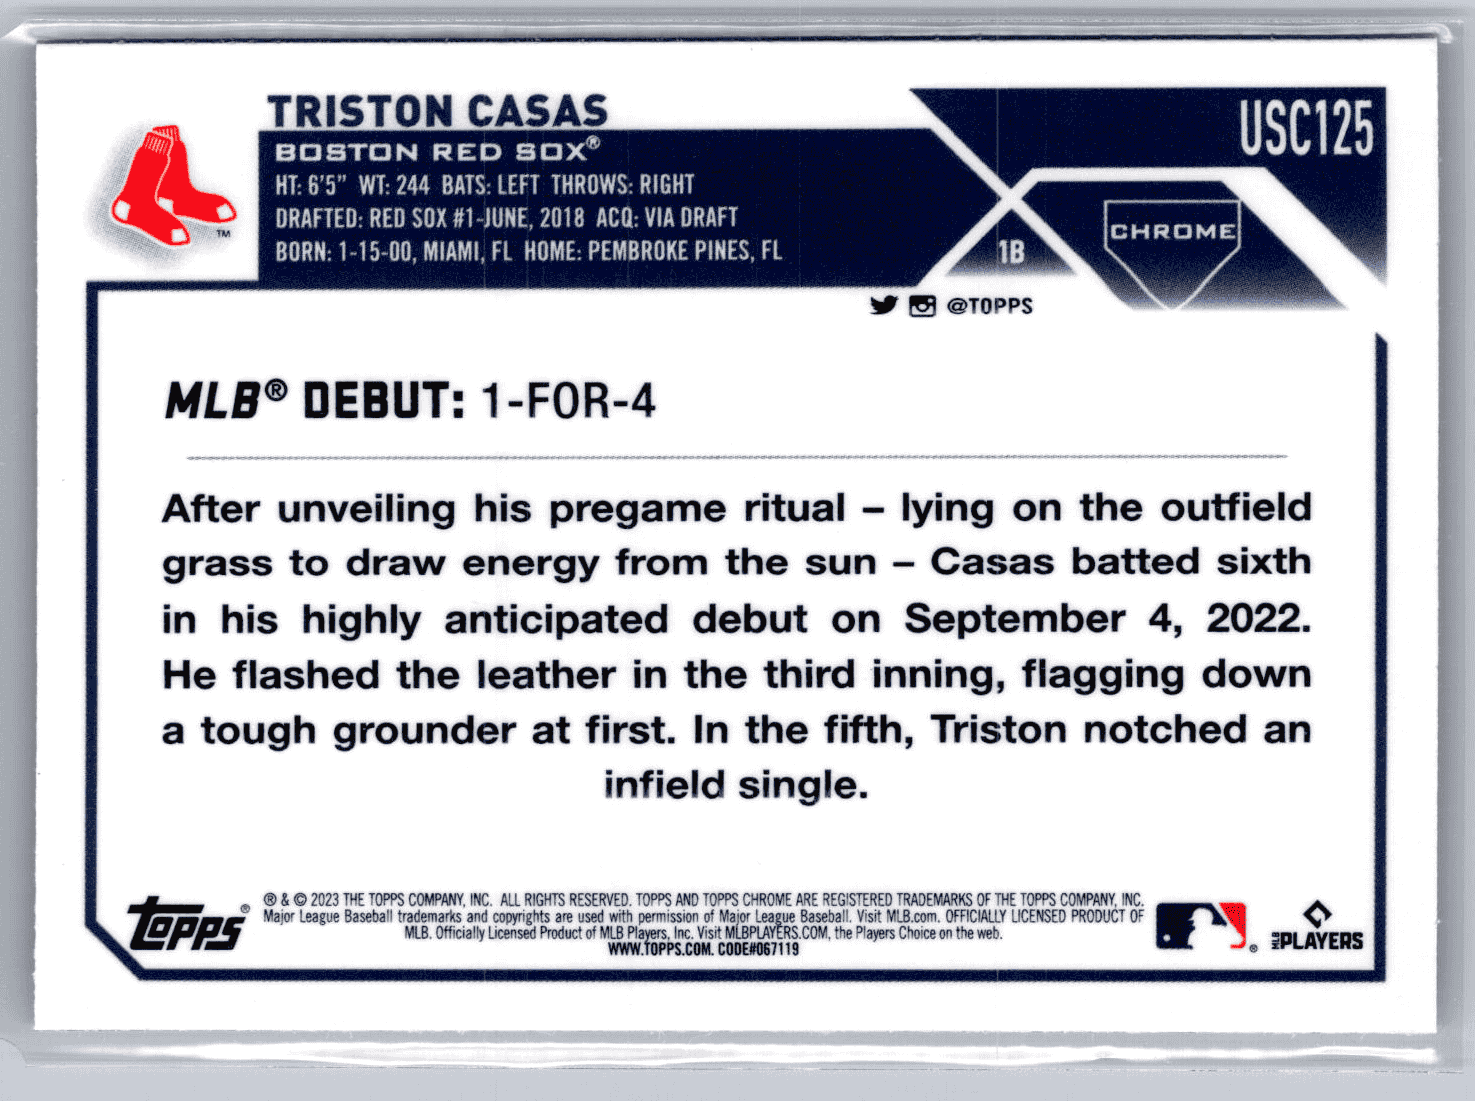 TRISTON CASAS
USC125
BOSTON RED SOX®
HT: 6'5" WT: 244 BATS: LEFT THROWS: RIGHT
DRAFTED: RED SOX #1-JUNE, 2018 ACQ: VIA DRAFT
BORN: 1-15-00, MIAMI, FL HOME: PEMBROKE PINES, FL
TM
1B
CHROME
@TOPPS
MLB® DEBUT: 1-FOR-4
After unveiling his pregame ritual – lying on the outfield
grass to draw energy from the sun – Casas batted sixth
in his highly anticipated debut on September 4, 2022.
He flashed the leather in the third inning, flagging down
a tough grounder at first. In the fifth, Triston notched an
infield single.
TOPPS®
® & © 2023 THE TOPPS COMPANY, INC. ALL RIGHTS RESERVED. TOPPS AND TOPPS CHROME ARE REGISTERED TRADEMARKS OF THE TOPPS COMPANY, INC.
Major League Baseball trademarks and copyrights are used with permission of Major League Baseball. Visit MLB.com. OFFICIALLY LICENSED PRODUCT OF
MLB. Officially Licensed Product of MLB Players, Inc. Visit MLBPLAYERS.COM, the Players Choice on the web.
WWW.TOPPS.COM. CODE#067119
®
MLB PLAYERS